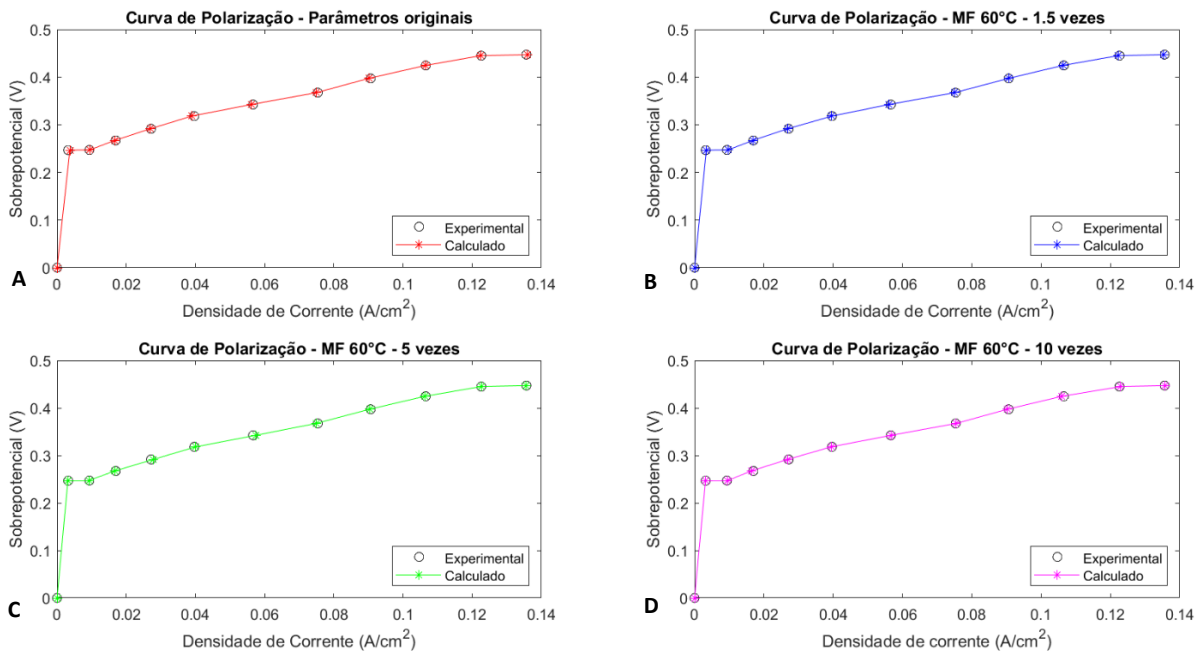 Curva de Polarização - Parâmetros originais
Sobrepotencial (V)
0.5
0.4
0.3
0.2
0.1
0
Experimental
Calculado
A
0 0.02 0.04 0.06 0.08 0.1 0.12 0.14
Densidade de Corrente (A/cm²)
Curva de Polarização - MF 60°C - 1.5 vezes
Sobrepotencial (V)
0.5
0.4
0.3
0.2
0.1
0
Experimental
Calculado
B
0 0.02 0.04 0.06 0.08 0.1 0.12 0.14
Densidade de Corrente (A/cm²)
Curva de Polarização - MF 60°C - 5 vezes
Sobrepotencial (V)
0.5
0.4
0.3
0.2
0.1
0
Experimental
Calculado
C
0 0.02 0.04 0.06 0.08 0.1 0.12 0.14
Densidade de Corrente (A/cm²)
Curva de Polarização - MF 60°C - 10 vezes
Sobrepotencial (V)
0.5
0.4
0.3
0.2
0.1
0
Experimental
Calculado
D
0 0.02 0.04 0.06 0.08 0.1 0.12 0.14
Densidade de corrente (A/cm²)